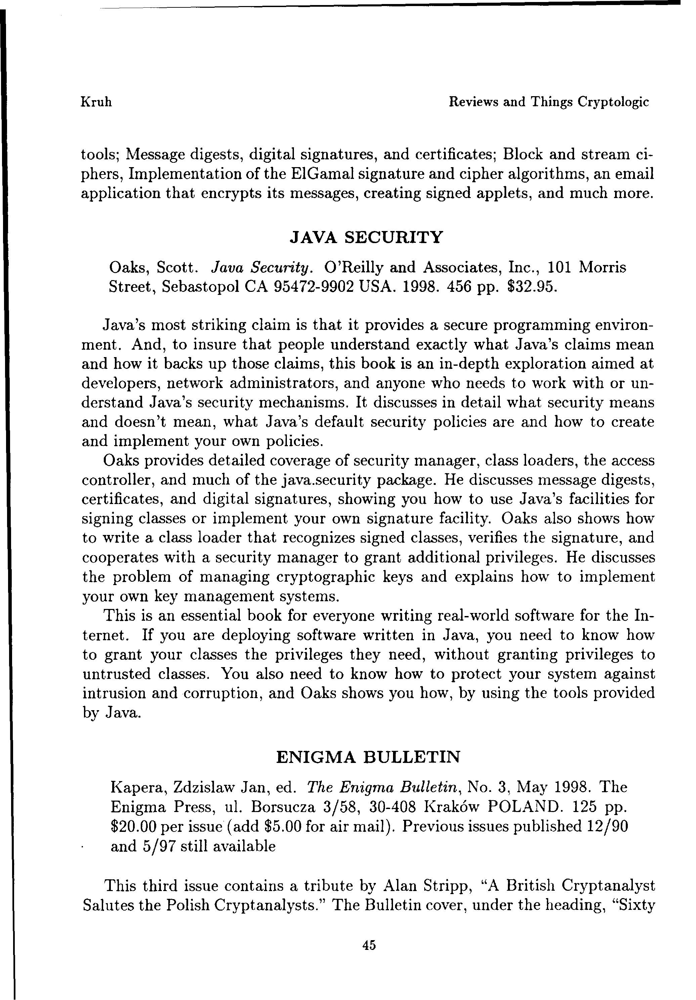 Kruh Reviews and Things Cryptologic
tools; Message digests, digital signatures, and certificates; Block and stream ci-
phers, Implementation of the ElGamal signature and cipher algorithms, an email
application that encrypts its messages, creating signed applets, and much more.
JAVA SECURITY
Oaks, Scott. Java Security. O'Reilly and Associates, Inc., 101 Morris
Street, Sebastopol CA 95472-9902 USA. 1998. 456 pp. $32.95.
Java's most striking claim is that it provides a secure programming environ-
ment. And, to insure that people understand exactly what Java's claims mean
and how it backs up those claims, this book is an in-depth exploration aimed at
developers, network administrators, and anyone who needs to work with or un-
derstand Java's security mechanisms. It discusses in detail what security means
and doesn't mean, what Java's default security policies are and how to create
and implement your own policies.
Oaks provides detailed coverage of security manager, class loaders, the access
controller, and much of the java.security package. He discusses message digests,
certificates, and digital signatures, showing you how to use Java's facilities for
signing classes or implement your own signature facility. Oaks also shows how
to write a class loader that recognizes signed classes, verifies the signature, and
cooperates with a security manager to grant additional privileges. He discusses
the problem of managing cryptographic keys and explains how to implement
your own key management systems.
This is an essential book for everyone writing real-world software for the In-
ternet. If you are deploying software written in Java, you need to know how
to grant your classes the privileges they need, without granting privileges to
untrusted classes. You also need to know how to protect your system against
intrusion and corruption, and Oaks shows you how, by using the tools provided
by Java.
ENIGMA BULLETIN
Kapera, Zdzislaw Jan, ed. The Enigma Bulletin, No. 3, May 1998. The
Enigma Press, ul. Borsucza 3/58, 30-408 Kraków POLAND. 125 pp.
$20.00 per issue (add $5.00 for air mail). Previous issues published 12/90
and 5/97 still available
This third issue contains a tribute by Alan Stripp, "A British Cryptanalyst
Salutes the Polish Cryptanalysts." The Bulletin cover, under the heading, "Sixty
45